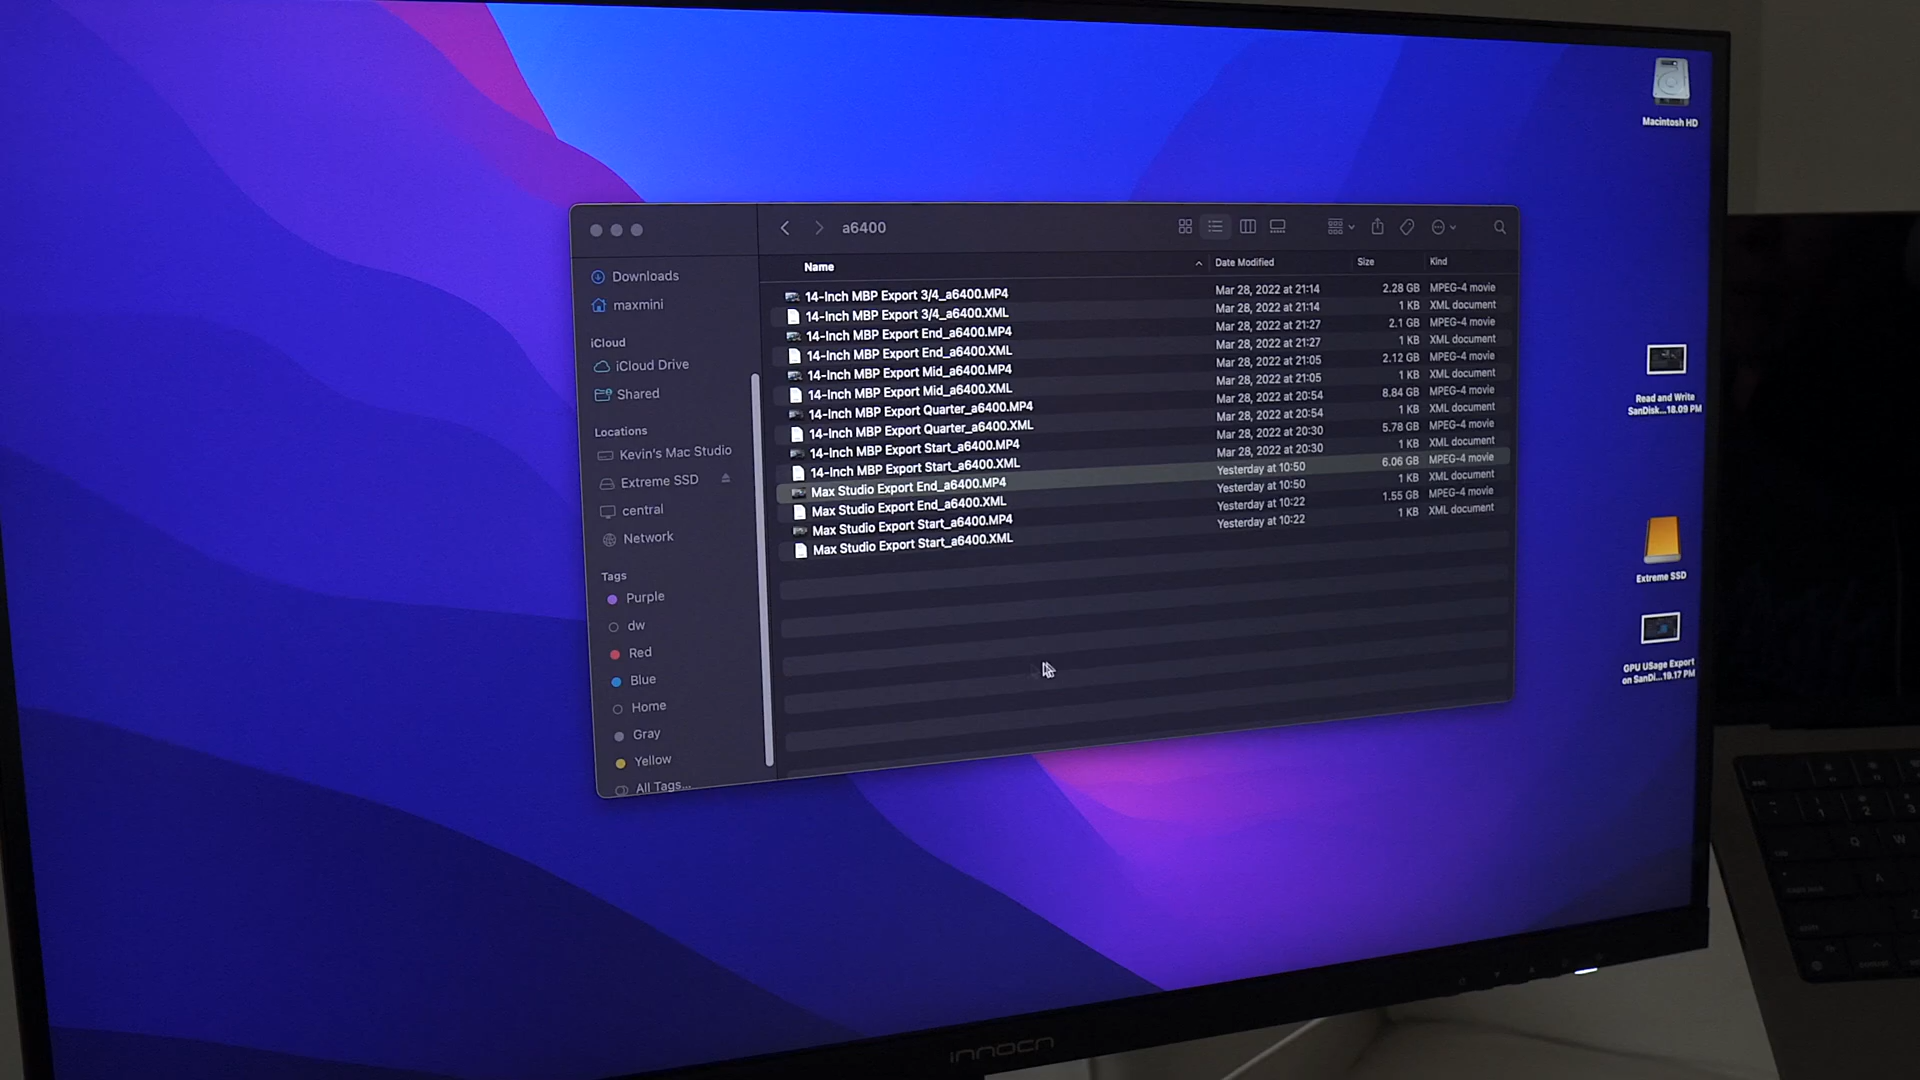 Macintosh HD
a6400
Name
Date Modified
Size
Kind
Downloads
maxmini
iCloud
iCloud Drive
Shared
Locations
Kevin's Mac Studio
Extreme SSD
central
Network
Tags
Purple
dw
Red
Blue
Home
Gray
Yellow
All Tags...
14-Inch MBP Export 3/4_a6400.MP4 Mar 28, 2022 at 21:14 2.28 GB MPEG-4 movie
14-Inch MBP Export 3/4_a6400.XML Mar 28, 2022 at 21:14 1 KB XML document
14-Inch MBP Export End_a6400.MP4 Mar 28, 2022 at 21:27 2.1 GB MPEG-4 movie
14-Inch MBP Export End_a6400.XML Mar 28, 2022 at 21:27 1 KB XML document
14-Inch MBP Export Mid_a6400.MP4 Mar 28, 2022 at 21:05 2.12 GB MPEG-4 movie
14-Inch MBP Export Mid_a6400.XML Mar 28, 2022 at 21:05 1 KB XML document
14-Inch MBP Export Quarter_a6400.MP4 Mar 28, 2022 at 20:54 8.84 GB MPEG-4 movie
14-Inch MBP Export Quarter_a6400.XML Mar 28, 2022 at 20:54 1 KB XML document
14-Inch MBP Export Start_a6400.MP4 Mar 28, 2022 at 20:30 5.78 GB MPEG-4 movie
14-Inch MBP Export Start_a6400.XML Mar 28, 2022 at 20:30 1 KB XML document
Max Studio Export End_a6400.MP4 Yesterday at 10:50 6.06 GB MPEG-4 movie
Max Studio Export End_a6400.XML Yesterday at 10:50 1 KB XML document
Max Studio Export Start_a6400.MP4 Yesterday at 10:22 1.55 GB MPEG-4 movie
Max Studio Export Start_a6400.XML Yesterday at 10:22 1 KB XML document
Read and Write
SanDisk...18.09 PM
Extreme SSD
GPU USage Export
on SanDi...19.17 PM
INNOCN
1 2 3
Q W
A